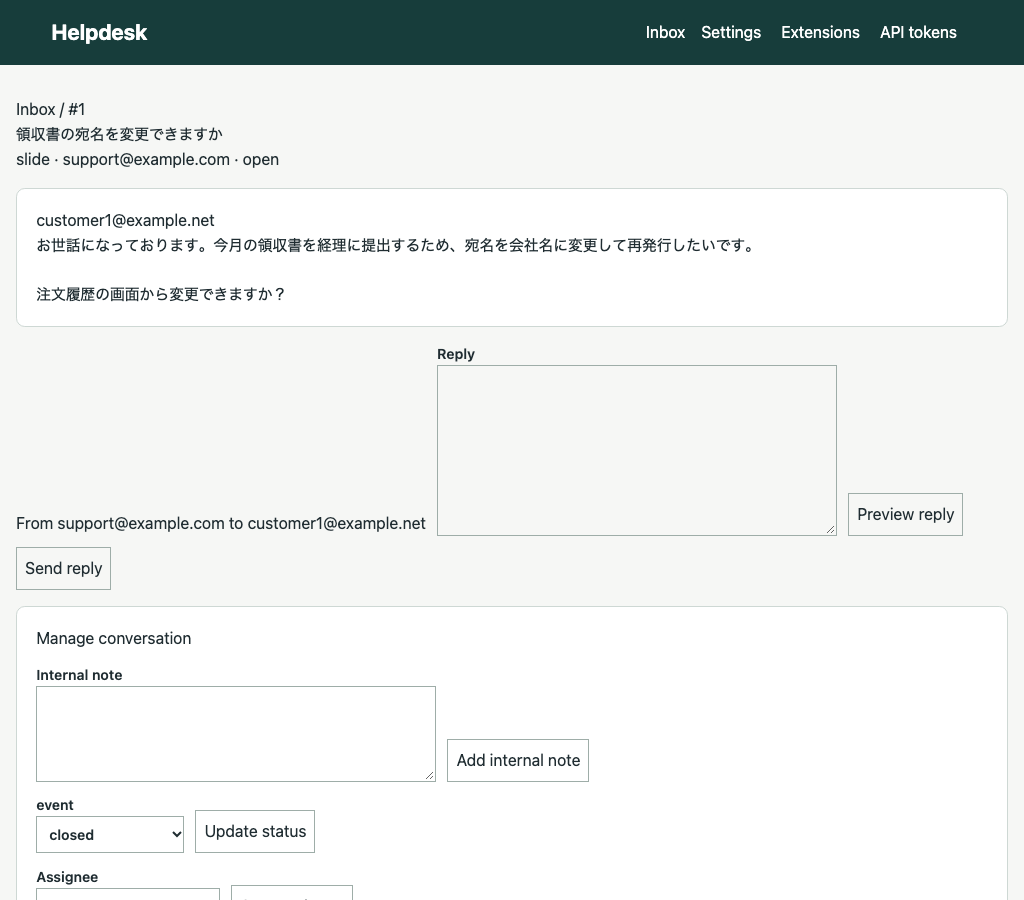 Helpdesk
Inbox Settings Extensions API tokens
Inbox / #1
領収書の宛名を変更できますか
slide · support@example.com · open
customer1@example.net
お世話になっております。今月の領収書を経理に提出するため、宛名を会社名に変更して再発行したいです。
注文履歴の画面から変更できますか？
Reply
From support@example.com to customer1@example.net
Preview reply
Send reply
Manage conversation
Internal note
Add internal note
event
closed
Update status
Assignee